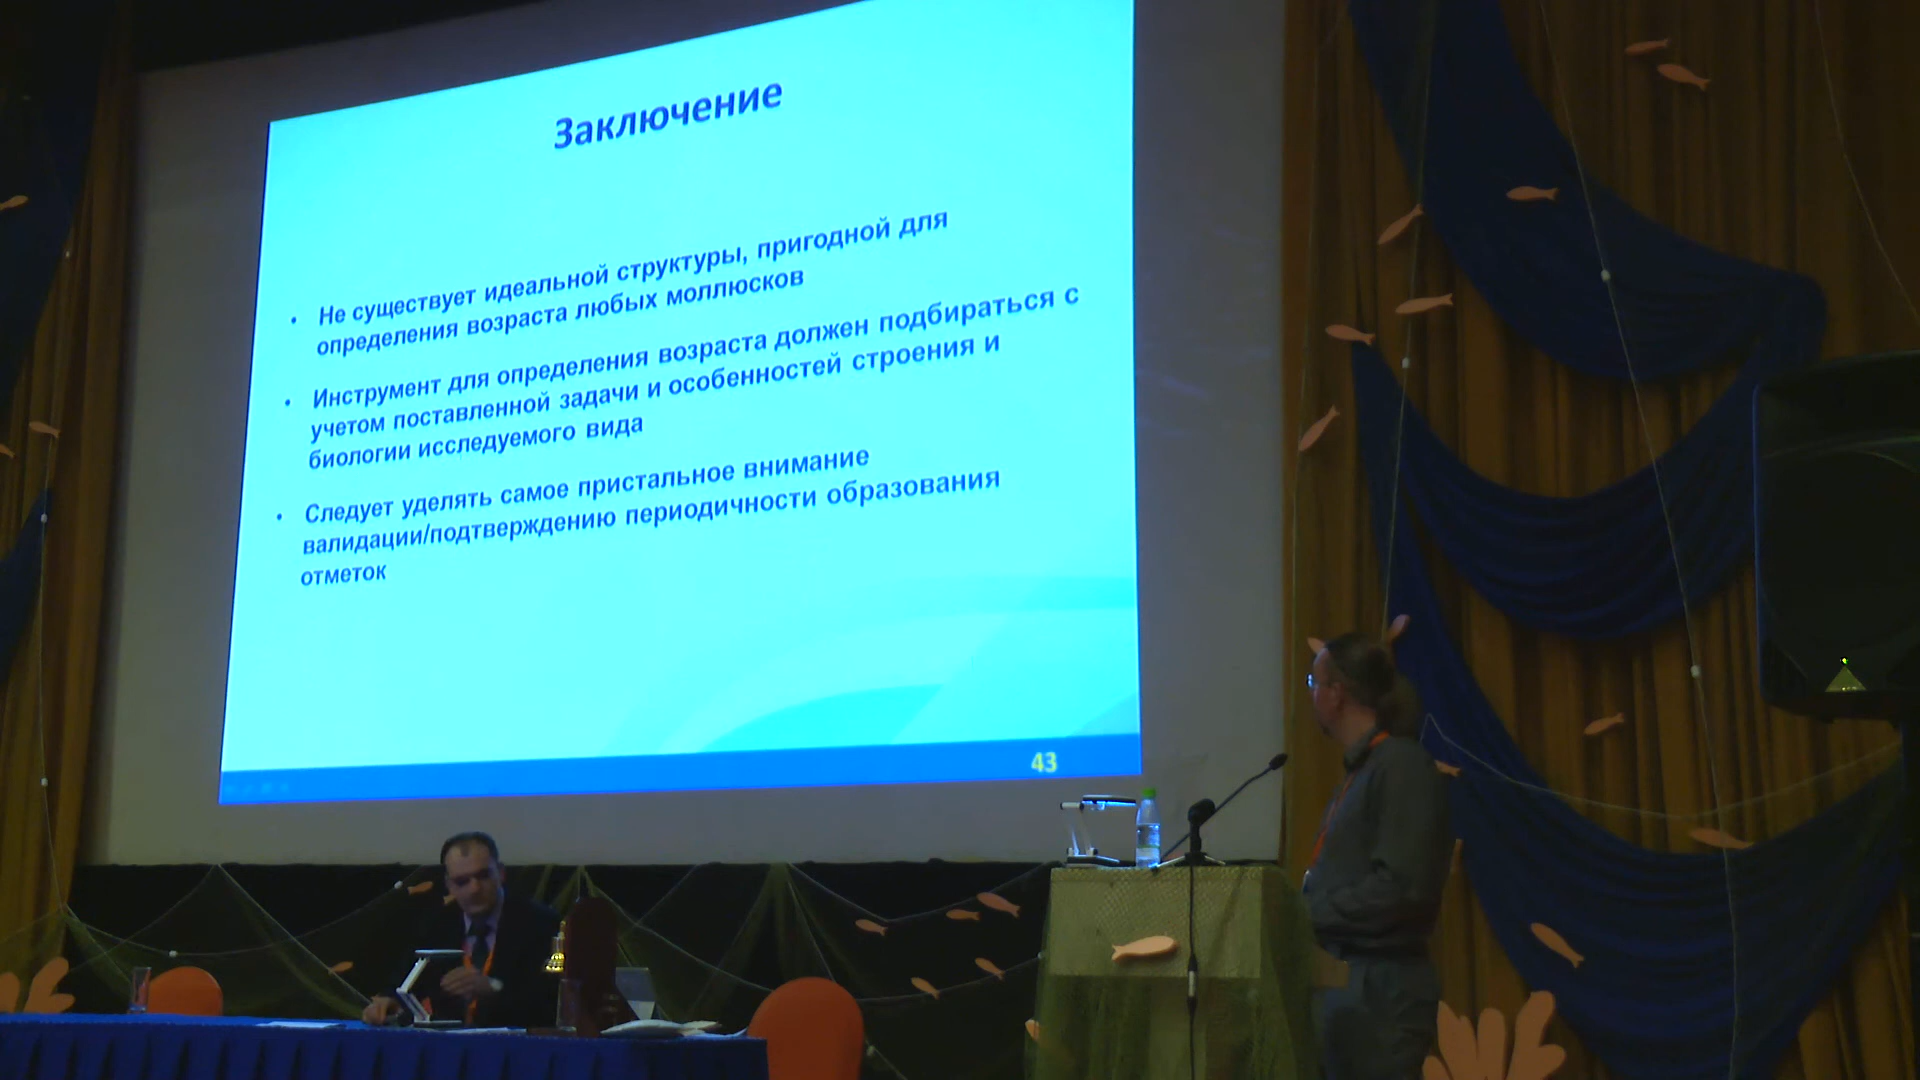 Заключение
• Не существует идеальной структуры, пригодной для
определения возраста любых моллюсков
• Инструмент для определения возраста должен подбираться с
учетом поставленной задачи и особенностей строения и
биологии исследуемого вида
• Следует уделять самое пристальное внимание
валидации/подтверждению периодичности образования
отметок
43